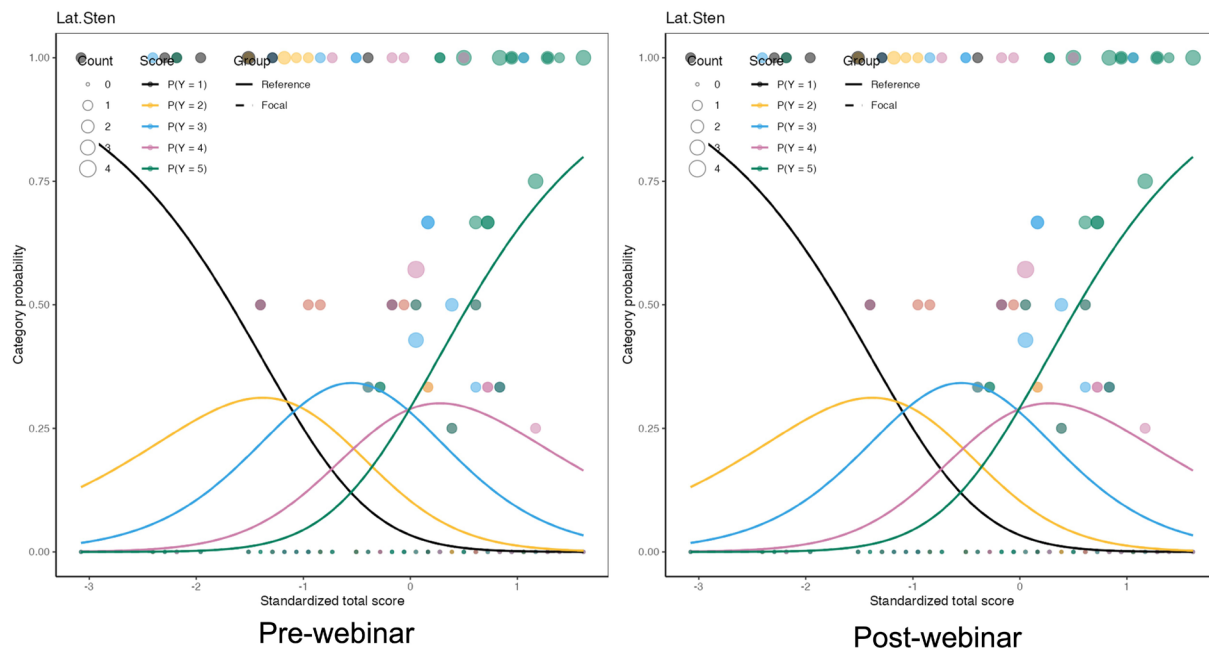 Lat.Sten
Count Score Group
0 P(Y = 1) Reference
1 P(Y = 2) Focal
2 P(Y = 3)
3 P(Y = 4)
4 P(Y = 5)
1.00
0.75
0.50
0.25
0.00
Category probability
-3 -2 -1 0 1
Standardized total score
Pre-webinar
Lat.Sten
Count Score Group
0 P(Y = 1) Reference
1 P(Y = 2) Focal
2 P(Y = 3)
3 P(Y = 4)
4 P(Y = 5)
1.00
0.75
0.50
0.25
0.00
Category probability
-3 -2 -1 0 1
Standardized total score
Post-webinar